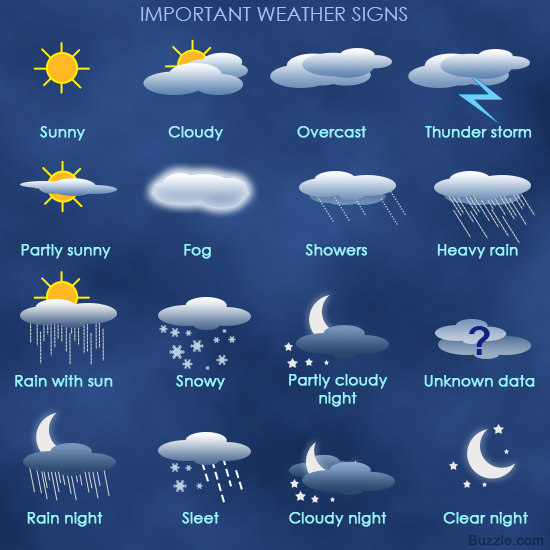 IMPORTANT WEATHER SIGNS
Sunny
Cloudy
Overcast
Thunder storm
Partly sunny
Fog
Showers
Heavy rain
Rain with sun
Snowy
Partly cloudy
night
?
Unknown data
Rain night
Sleet
Cloudy night
Clear night
Buzzle.com